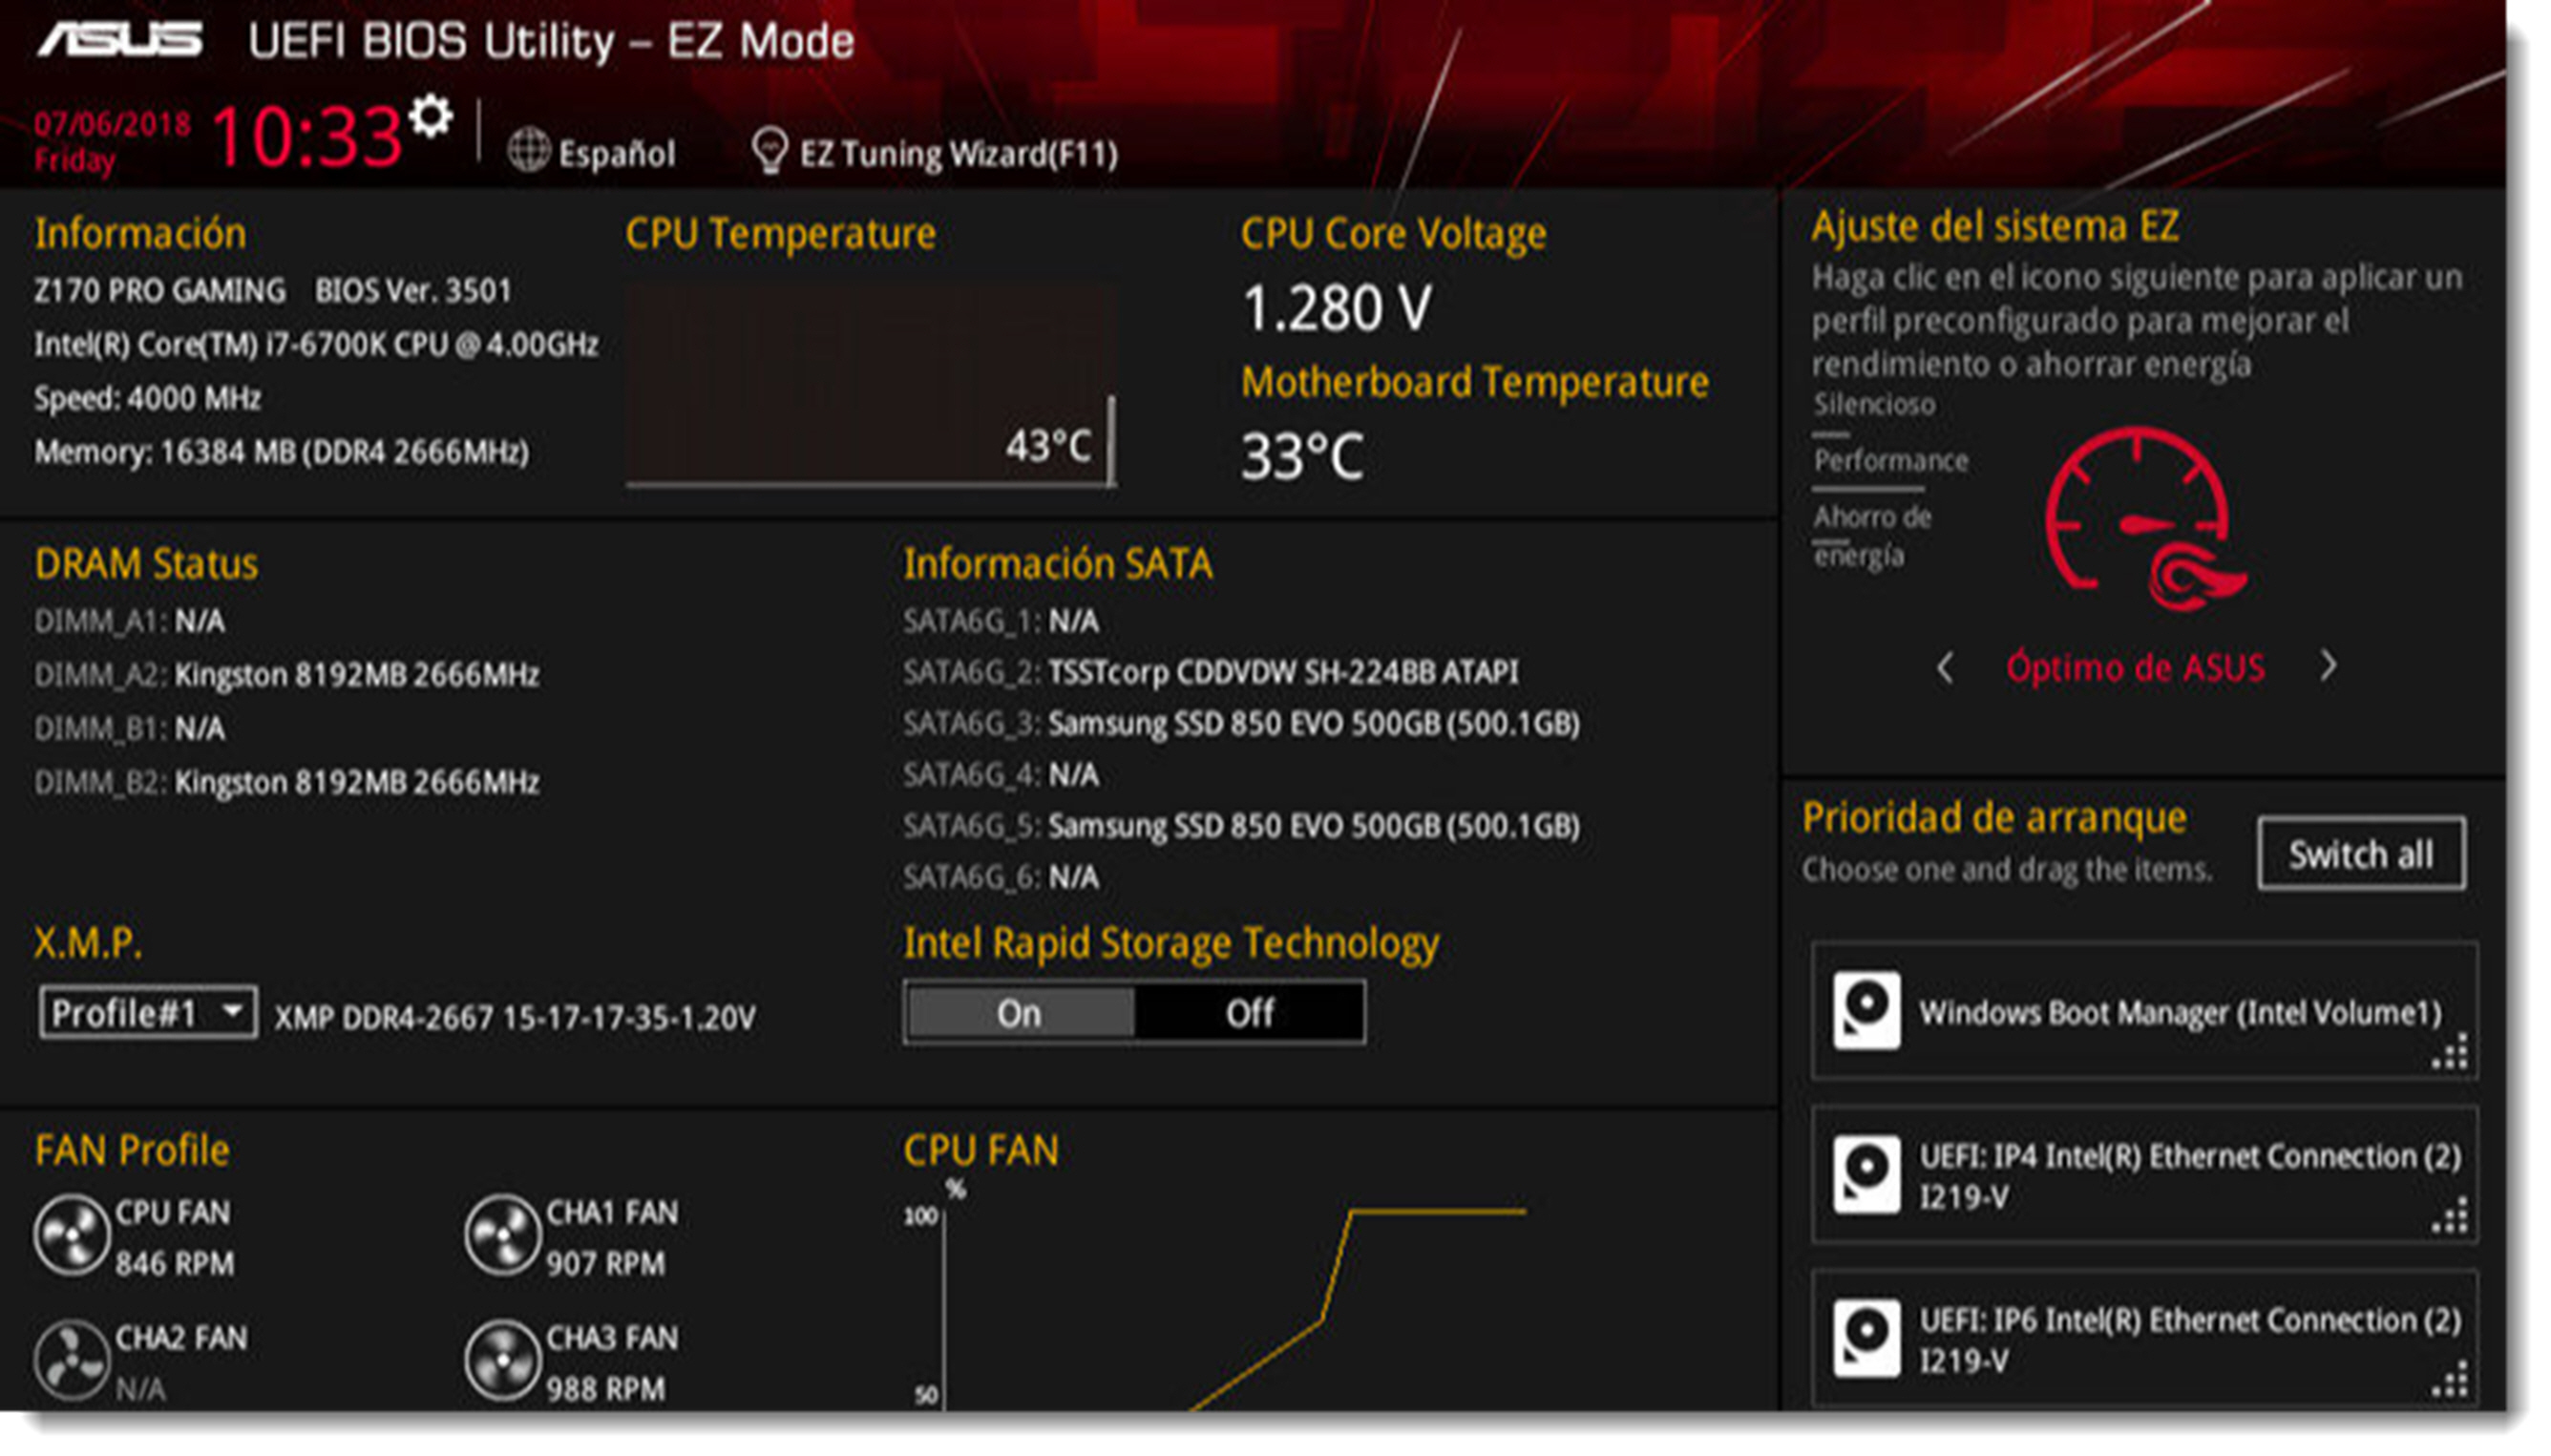 ASUS UEFI BIOS Utility – EZ Mode
07/06/2018
Friday
10:33
Español
EZ Tuning Wizard(F11)
Información
Z170 PRO GAMING BIOS Ver. 3501
Intel(R) Core(TM) i7-6700K CPU @ 4.00GHz
Speed: 4000 MHz
Memory: 16384 MB (DDR4 2666MHz)
CPU Temperature
43°C
CPU Core Voltage
1.280 V
Motherboard Temperature
33°C
DRAM Status
DIMM_A1: N/A
DIMM_A2: Kingston 8192MB 2666MHz
DIMM_B1: N/A
DIMM_B2: Kingston 8192MB 2666MHz
Información SATA
SATA6G_1: N/A
SATA6G_2: TSSTcorp CDDVDW SH-224BB ATAPI
SATA6G_3: Samsung SSD 850 EVO 500GB (500.1GB)
SATA6G_4: N/A
SATA6G_5: Samsung SSD 850 EVO 500GB (500.1GB)
SATA6G_6: N/A
X.M.P.
Profile#1
XMP DDR4-2667 15-17-17-35-1.20V
Intel Rapid Storage Technology
On Off
FAN Profile
CPU FAN
846 RPM
CHA1 FAN
907 RPM
CHA2 FAN
N/A
CHA3 FAN
988 RPM
CPU FAN
%
100
50
Ajuste del sistema EZ
Haga clic en el icono siguiente para aplicar un
perfil preconfigurado para mejorar el
rendimiento o ahorrar energía
Silencioso
Performance
Ahorro de
energía
Óptimo de ASUS
Prioridad de arranque
Choose one and drag the items.
Switch all
Windows Boot Manager (Intel Volume1)
UEFI: IP4 Intel(R) Ethernet Connection (2)
I219-V
UEFI: IP6 Intel(R) Ethernet Connection (2)
I219-V